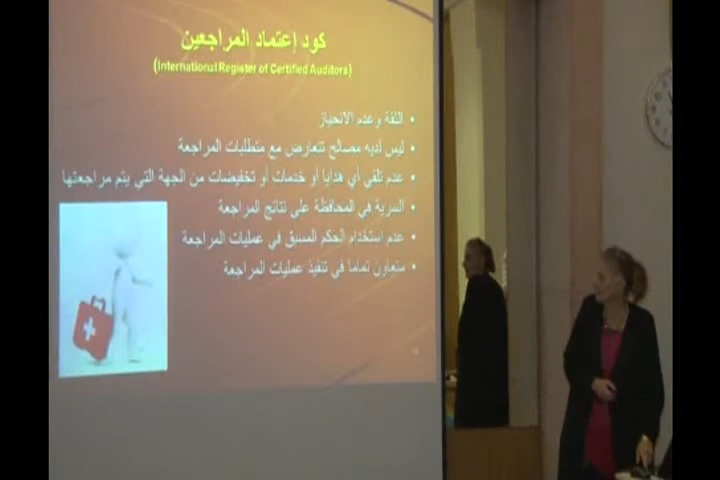 كود إعتماد المراجعين
(International Register of Certified Auditors)
• الثقة وعدم الانحياز
• ليس لديه مصالح تتعارض مع متطلبات المراجعة
• عدم تلقي أي هدايا أو خدمات أو تخفيضات من الجهة التي يتم مراجعتها
• السرية في المحافظة على نتائج المراجعة
• عدم استخدام الحكم المسبق في عمليات المراجعة
• متعاون تماما في تنفيذ عمليات المراجعة